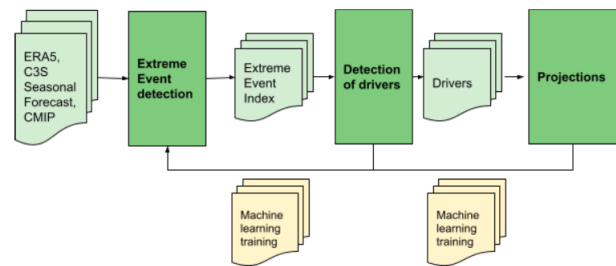 ERA5,
C3S
Seasonal
Forecast,
CMIP
Extreme
Event
detection
Extreme
Event
Index
Detection
of drivers
Drivers
Projections
Machine
learning
training
Machine
learning
training